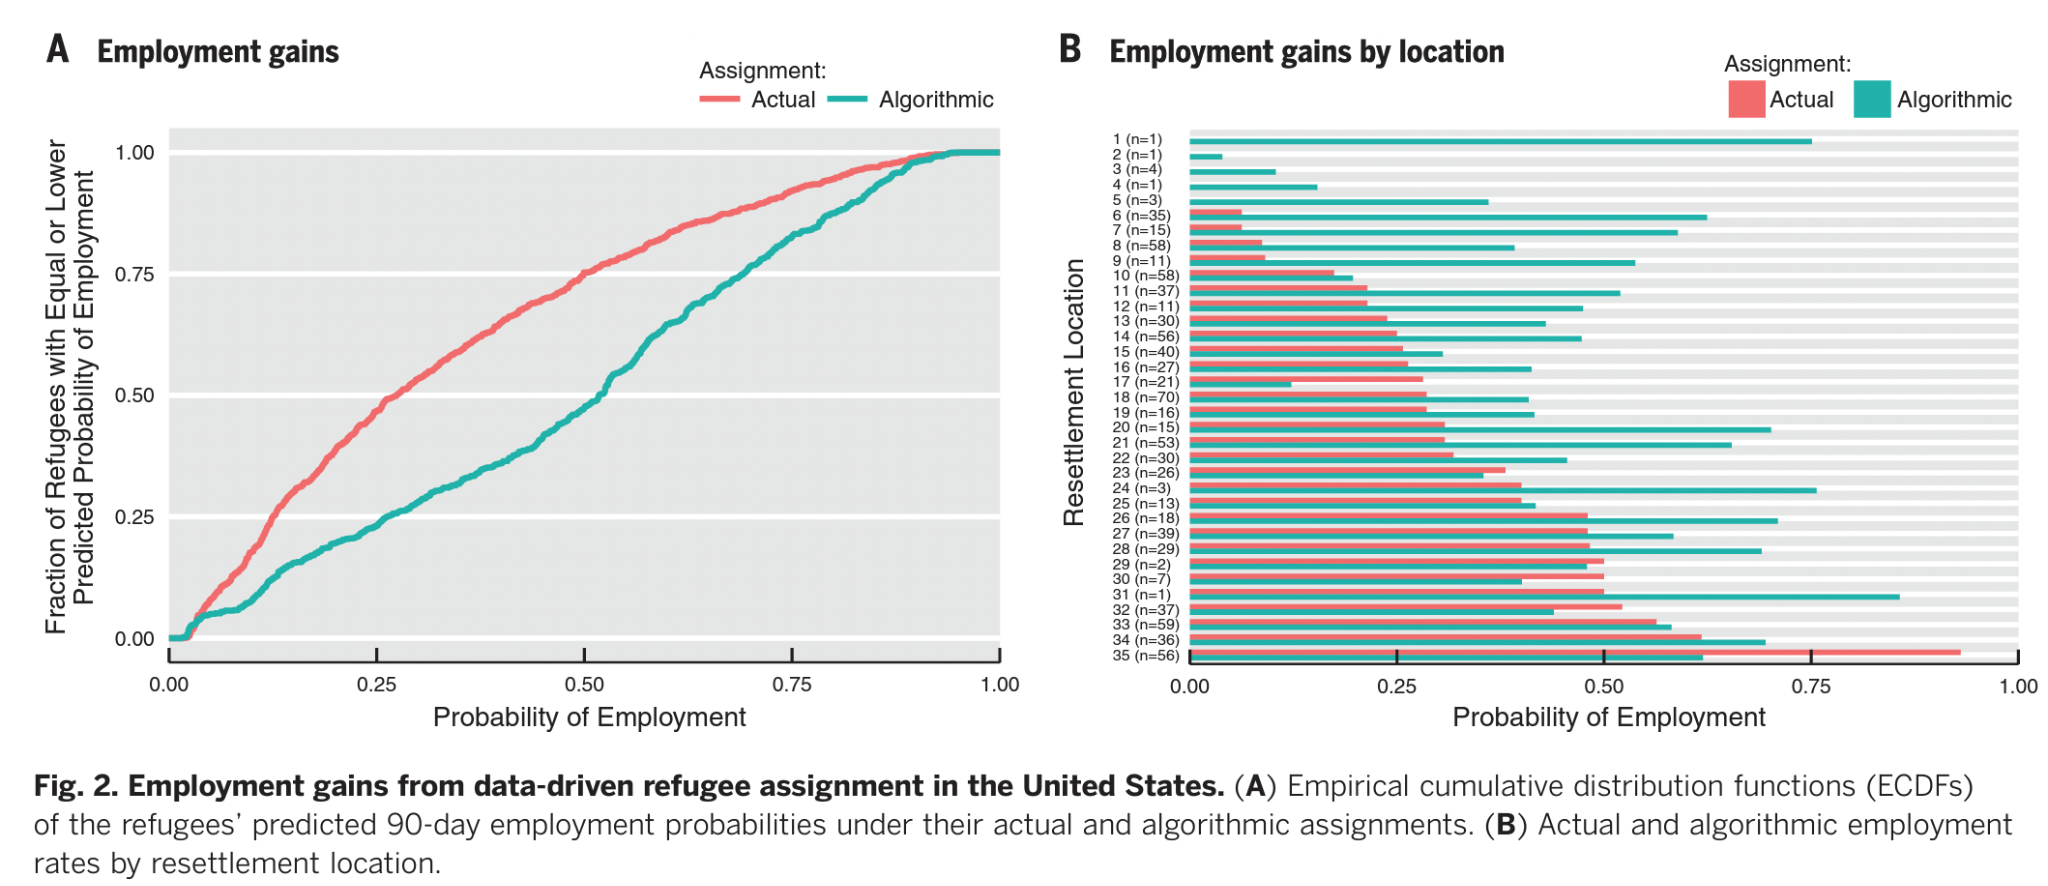 A Employment gains
Assignment:
Actual Algorithmic
Fraction of Refugees with Equal or Lower
Predicted Probability of Employment
1.00
0.75
0.50
0.25
0.00
0.00 0.25 0.50 0.75 1.00
Probability of Employment
B Employment gains by location
Assignment:
Actual Algorithmic
Resettlement Location
1 (n=1)
2 (n=1)
3 (n=4)
4 (n=1)
5 (n=3)
6 (n=35)
7 (n=15)
8 (n=58)
9 (n=11)
10 (n=58)
11 (n=37)
12 (n=11)
13 (n=30)
14 (n=56)
15 (n=40)
16 (n=27)
17 (n=21)
18 (n=70)
19 (n=16)
20 (n=15)
21 (n=53)
22 (n=30)
23 (n=26)
24 (n=3)
25 (n=13)
26 (n=18)
27 (n=39)
28 (n=29)
29 (n=2)
30 (n=7)
31 (n=1)
32 (n=37)
33 (n=59)
34 (n=36)
35 (n=56)
0.00 0.25 0.50 0.75 1.00
Probability of Employment
Fig. 2. Employment gains from data-driven refugee assignment in the United States. (A) Empirical cumulative distribution functions (ECDFs)
of the refugees’ predicted 90-day employment probabilities under their actual and algorithmic assignments. (B) Actual and algorithmic employment
rates by resettlement location.